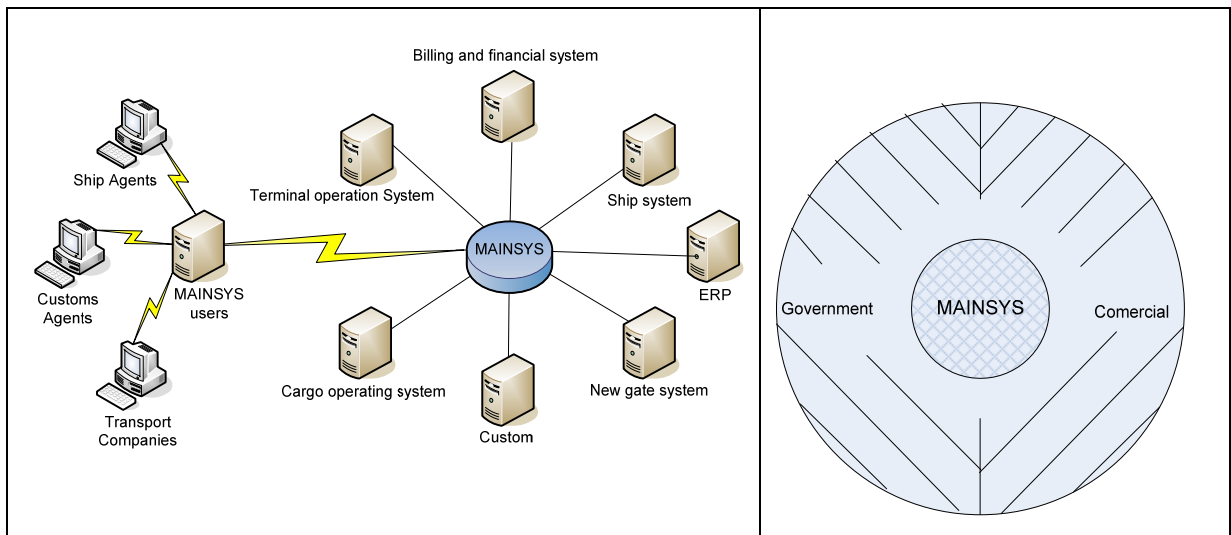 Billing and financial system
Ship Agents
Terminal operation System
Ship system
MAINSYS
Customs
Agents
MAINSYS
users
ERP
Cargo operating system
New gate system
Transport
Companies
Custom
Government
MAINSYS
Comercial